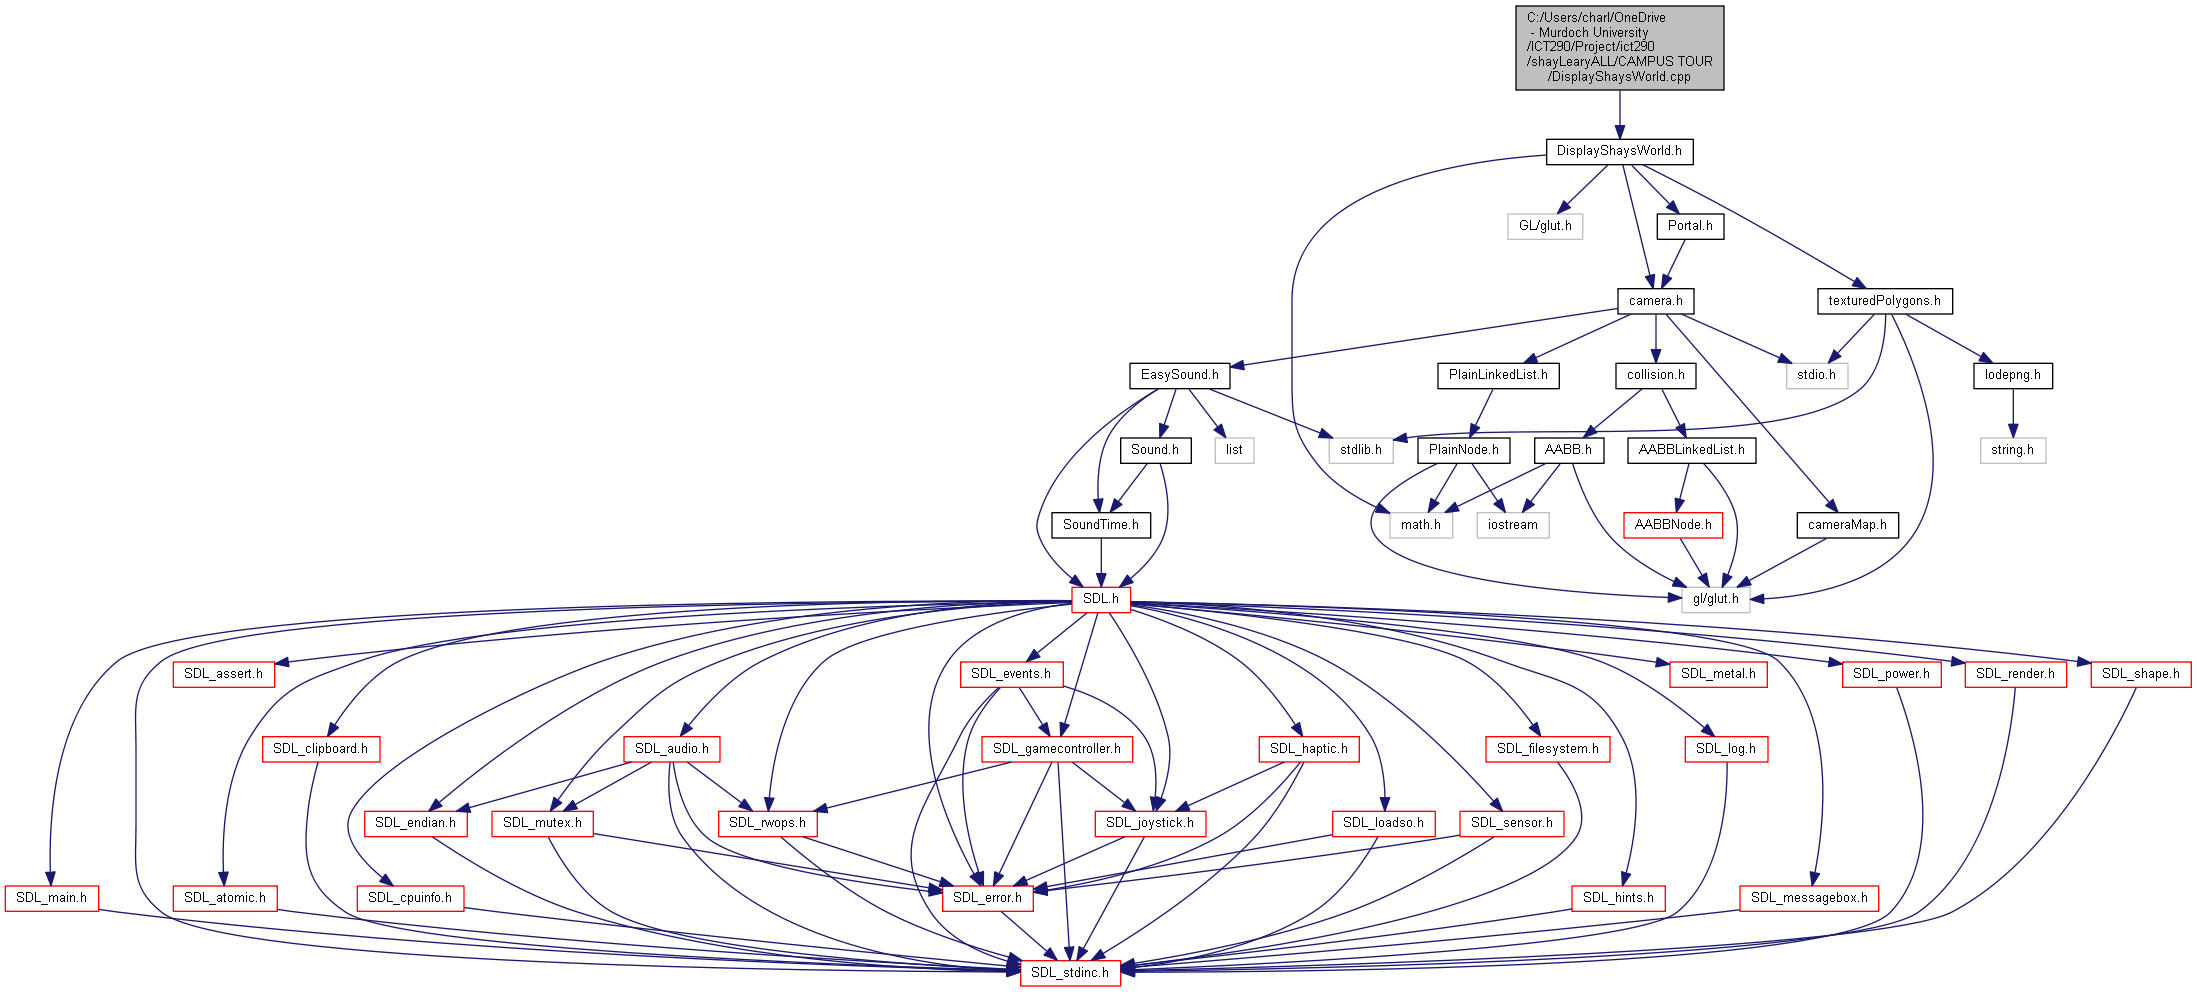 C:/Users/charl/OneDrive
- Murdoch University
/ICT290/Project/ict290
/shayLearyALL/CAMPUS TOUR
/DisplayShaysWorld.cpp
DisplayShaysWorld.h
GL/glut.h
Portal.h
camera.h
texturedPolygons.h
EasySound.h
PlainLinkedList.h
collision.h
stdio.h
lodepng.h
Sound.h
list
stdlib.h
PlainNode.h
AABB.h
AABBLinkedList.h
string.h
SoundTime.h
math.h
iostream
AABBNode.h
cameraMap.h
SDL.h
gl/glut.h
SDL_assert.h
SDL_events.h
SDL_metal.h
SDL_power.h
SDL_render.h
SDL_shape.h
SDL_clipboard.h
SDL_audio.h
SDL_gamecontroller.h
SDL_haptic.h
SDL_filesystem.h
SDL_log.h
SDL_endian.h
SDL_mutex.h
SDL_rwops.h
SDL_joystick.h
SDL_loadso.h
SDL_sensor.h
SDL_main.h
SDL_atomic.h
SDL_cpuinfo.h
SDL_error.h
SDL_hints.h
SDL_messagebox.h
SDL_stdinc.h